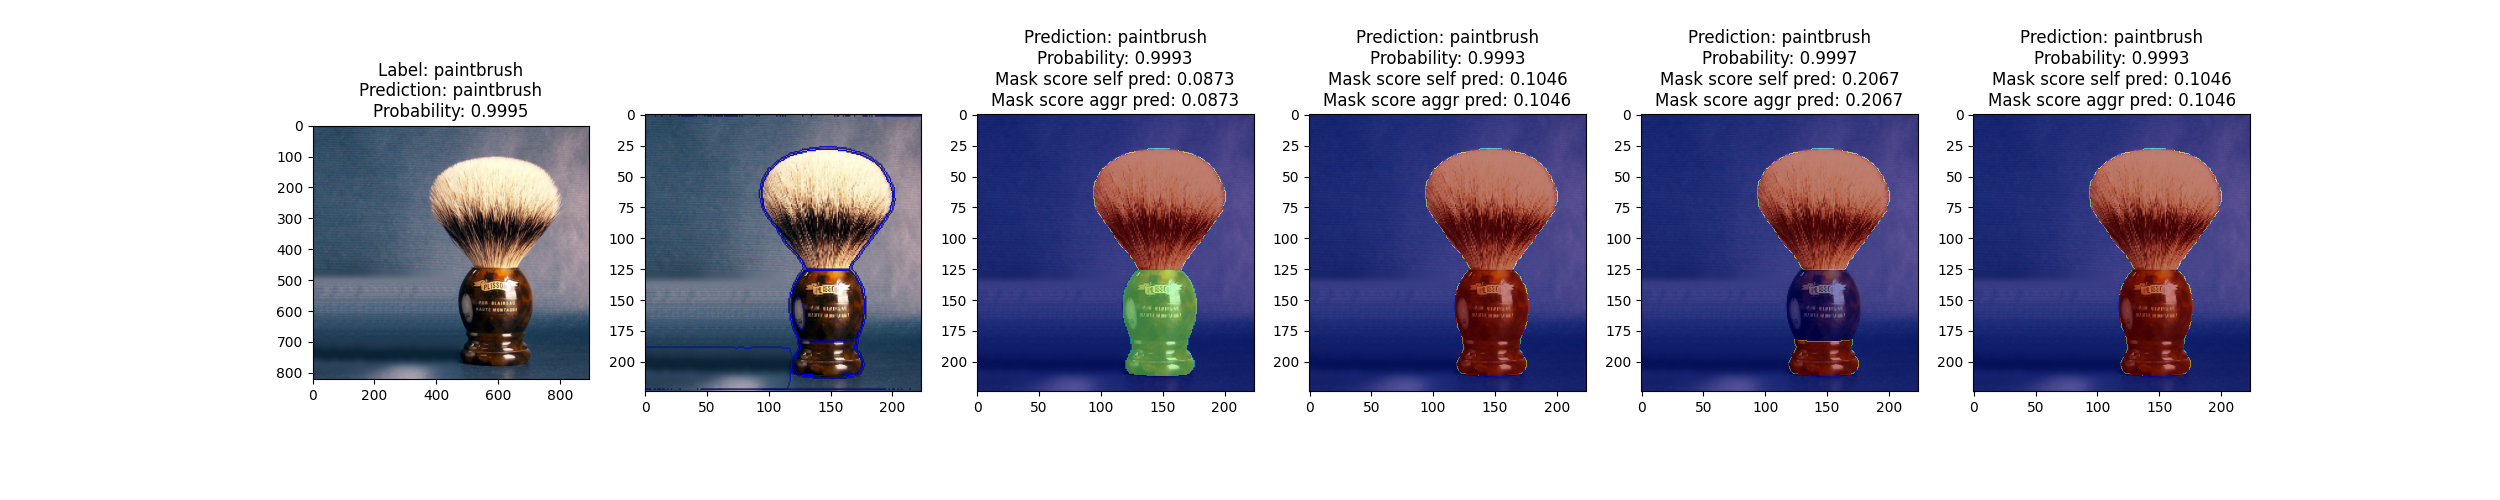 Label: paintbrush
Prediction: paintbrush
Probability: 0.9995
0
100
200
300
400
500
600
700
800
0 200 400 600 800
PLISSON
PUR BLAIREAU
HAUTE MONTAGNE
0
25
50
75
100
125
150
175
200
0 50 100 150 200
Prediction: paintbrush
Probability: 0.9993
Mask score self pred: 0.0873
Mask score aggr pred: 0.0873
0
25
50
75
100
125
150
175
200
0 50 100 150 200
Prediction: paintbrush
Probability: 0.9993
Mask score self pred: 0.1046
Mask score aggr pred: 0.1046
0
25
50
75
100
125
150
175
200
0 50 100 150 200
Prediction: paintbrush
Probability: 0.9997
Mask score self pred: 0.2067
Mask score aggr pred: 0.2067
0
25
50
75
100
125
150
175
200
0 50 100 150 200
Prediction: paintbrush
Probability: 0.9993
Mask score self pred: 0.1046
Mask score aggr pred: 0.1046
0
25
50
75
100
125
150
175
200
0 50 100 150 200